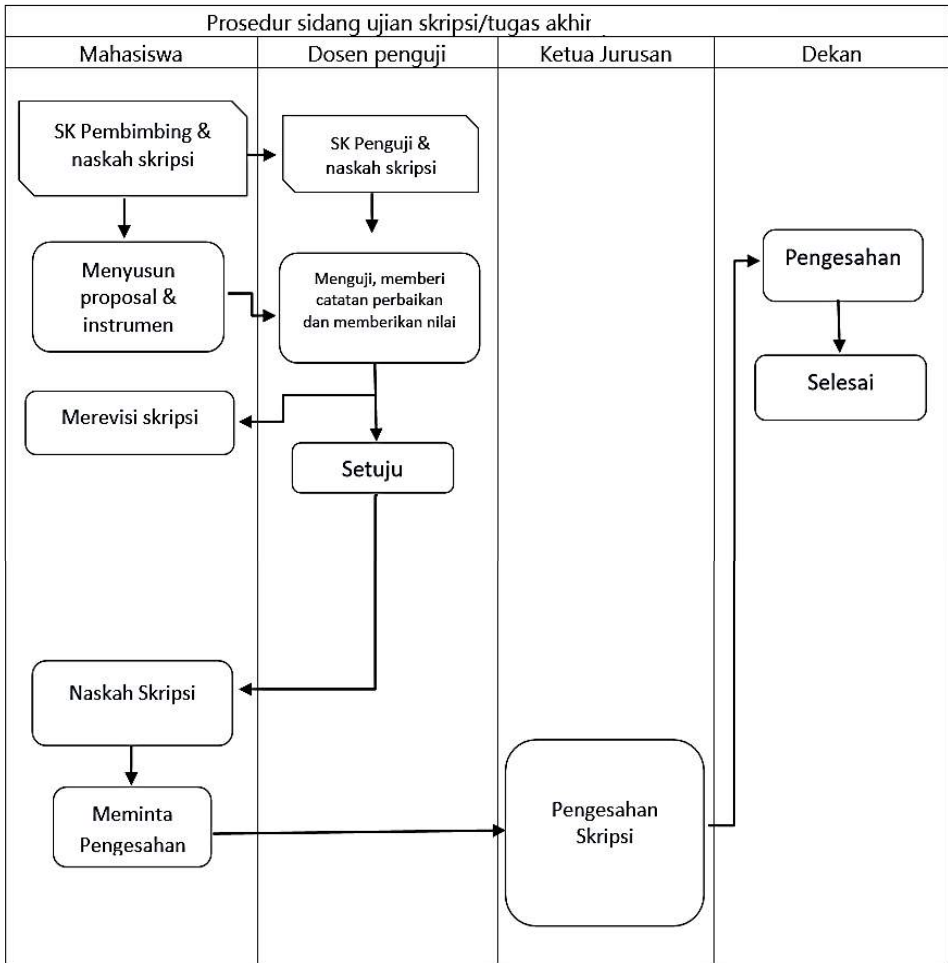 Prosedur sidang ujian skripsi/tugas akhir
Mahasiswa
Dosen penguji
Ketua Jurusan
Dekan
SK Pembimbing &
naskah skripsi
SK Penguji &
naskah skripsi
Menyusun
proposal &
instrumen
Menguji, memberi
catatan perbaikan
dan memberikan nilai
Pengesahan
Selesai
Merevisi skripsi
Setuju
Naskah Skripsi
Meminta
Pengesahan
Pengesahan
Skripsi